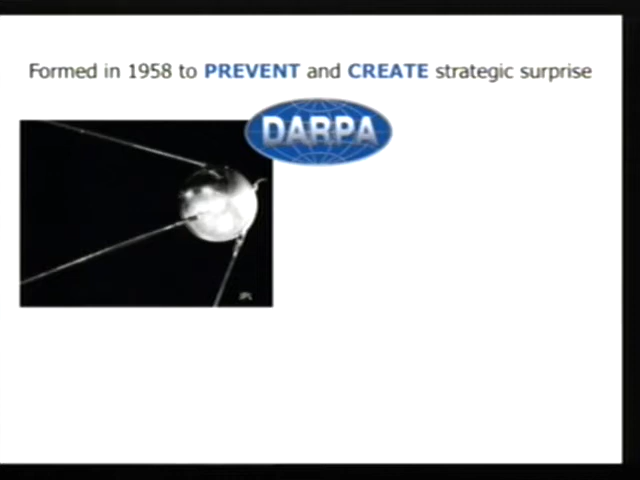 Formed in 1958 to PREVENT and CREATE strategic surprise
DARPA